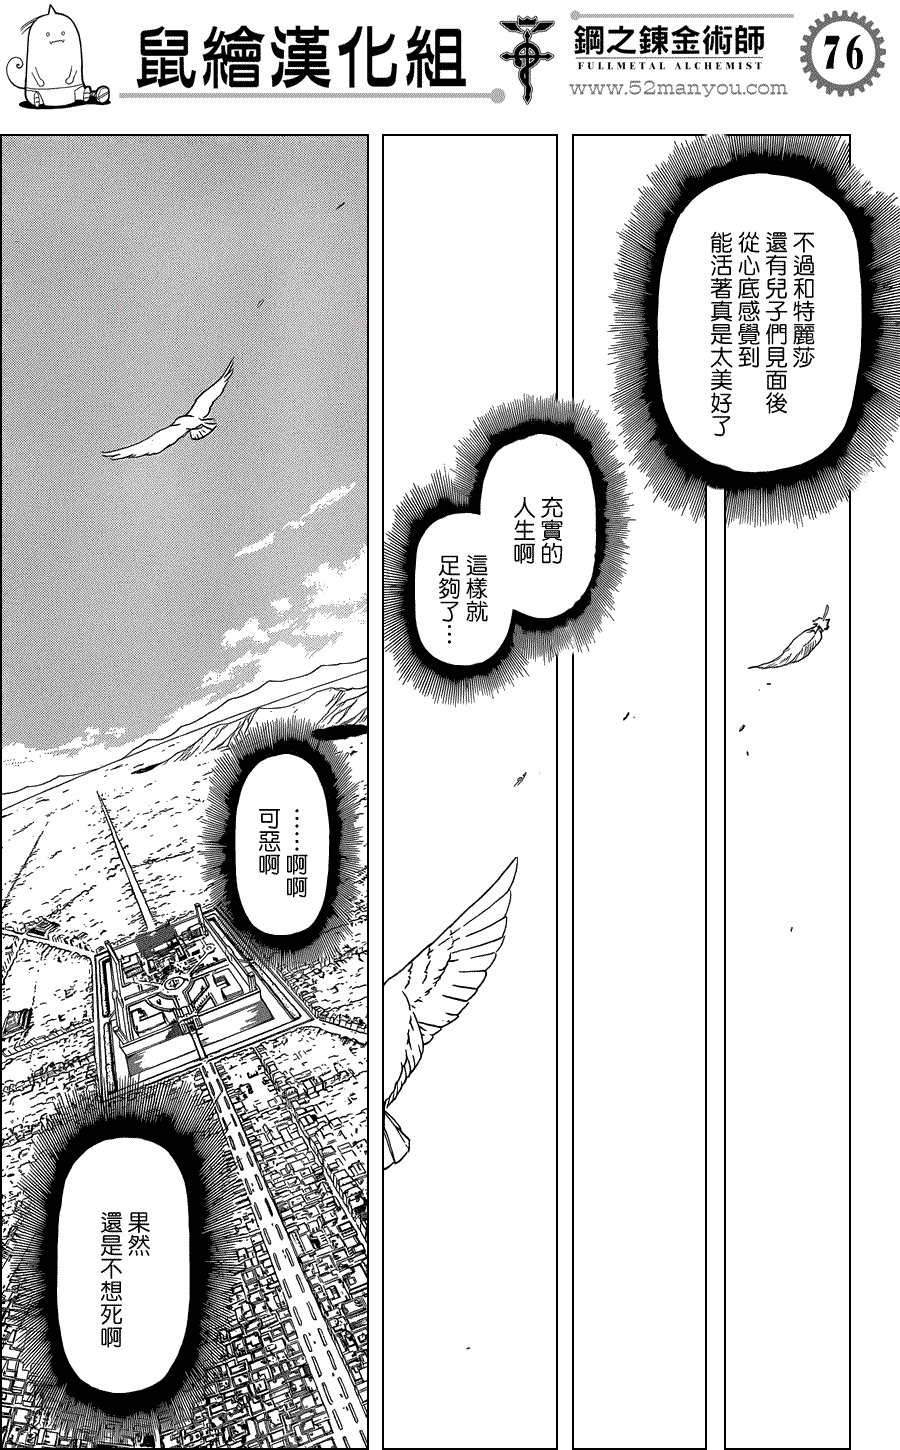 鼠繪漢化組
鋼之鍊金術師
FULLMETAL ALCHEMIST
www.52manyou.com
76
不過和特麗莎
還有兒子們見面後
從心底感覺到
能活著真是太美好了
充實的
人生啊
這樣就
足夠了…
……啊啊
可惡啊
果然
還是不想死啊